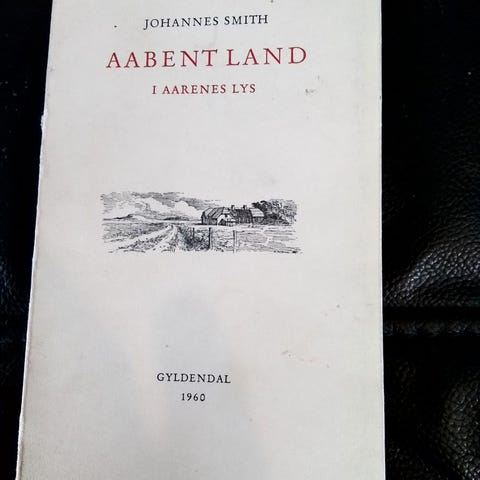 JOHANNES SMITH
AABENT LAND
I AARENES LYS
GYLDENDAL
1960